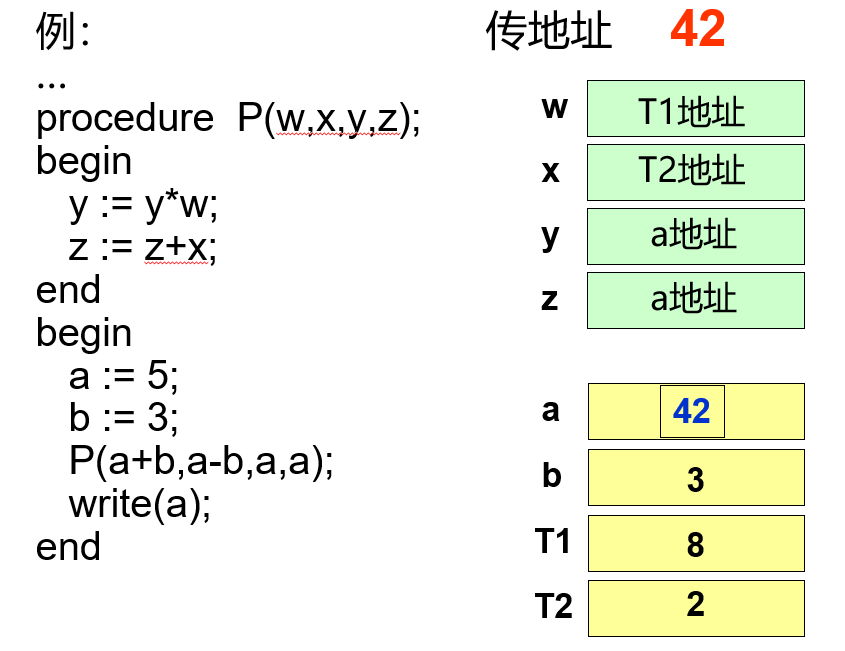 例：
...
procedure  P(w,x,y,z);
begin
y := y*w;
z := z+x;
end
begin
a := 5;
b := 3;
P(a+b,a-b,a,a);
write(a);
end
传地址 42
w T1地址
x T2地址
y a地址
z a地址
a 42
b 3
T1 8
T2 2